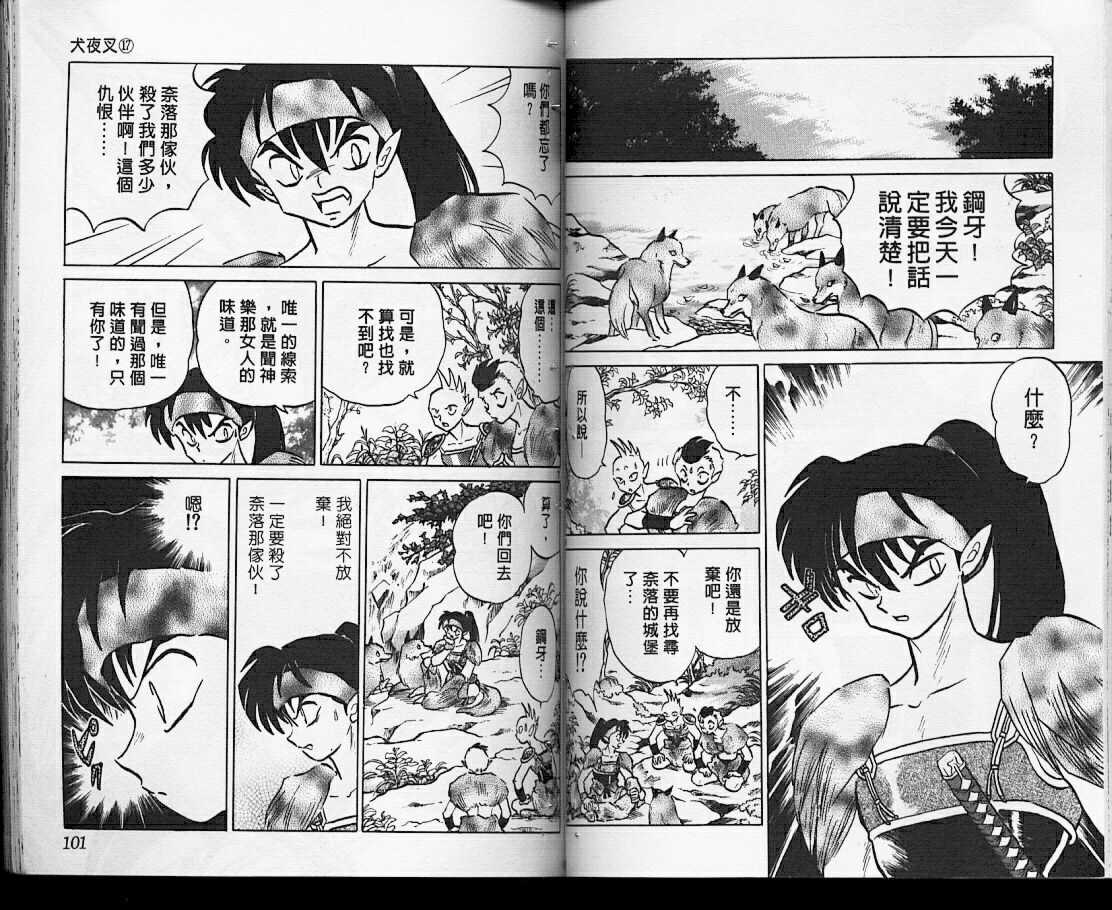 鋼牙！
我今天一
定要把話
說清楚！
什麼？
不……
所以說—
你還是放
棄吧！
不要再找尋
奈落的城堡
了…
你說什麼!?
犬夜叉⑰
你們都忘了
嗎？
奈落那傢伙，
殺了我們多少
伙伴啊—這個
仇恨……
這個………
可是，就
算找也找
不到吧？
唯一的線索
，就是聞神
樂那女人的
味道。
但是，唯一
有聞過那個
味道的，只
有你了！
算了，
你們回去
吧！
鋼牙…
我絕對不放
棄！
一定要殺了
奈落那傢伙！
嗯!?
101